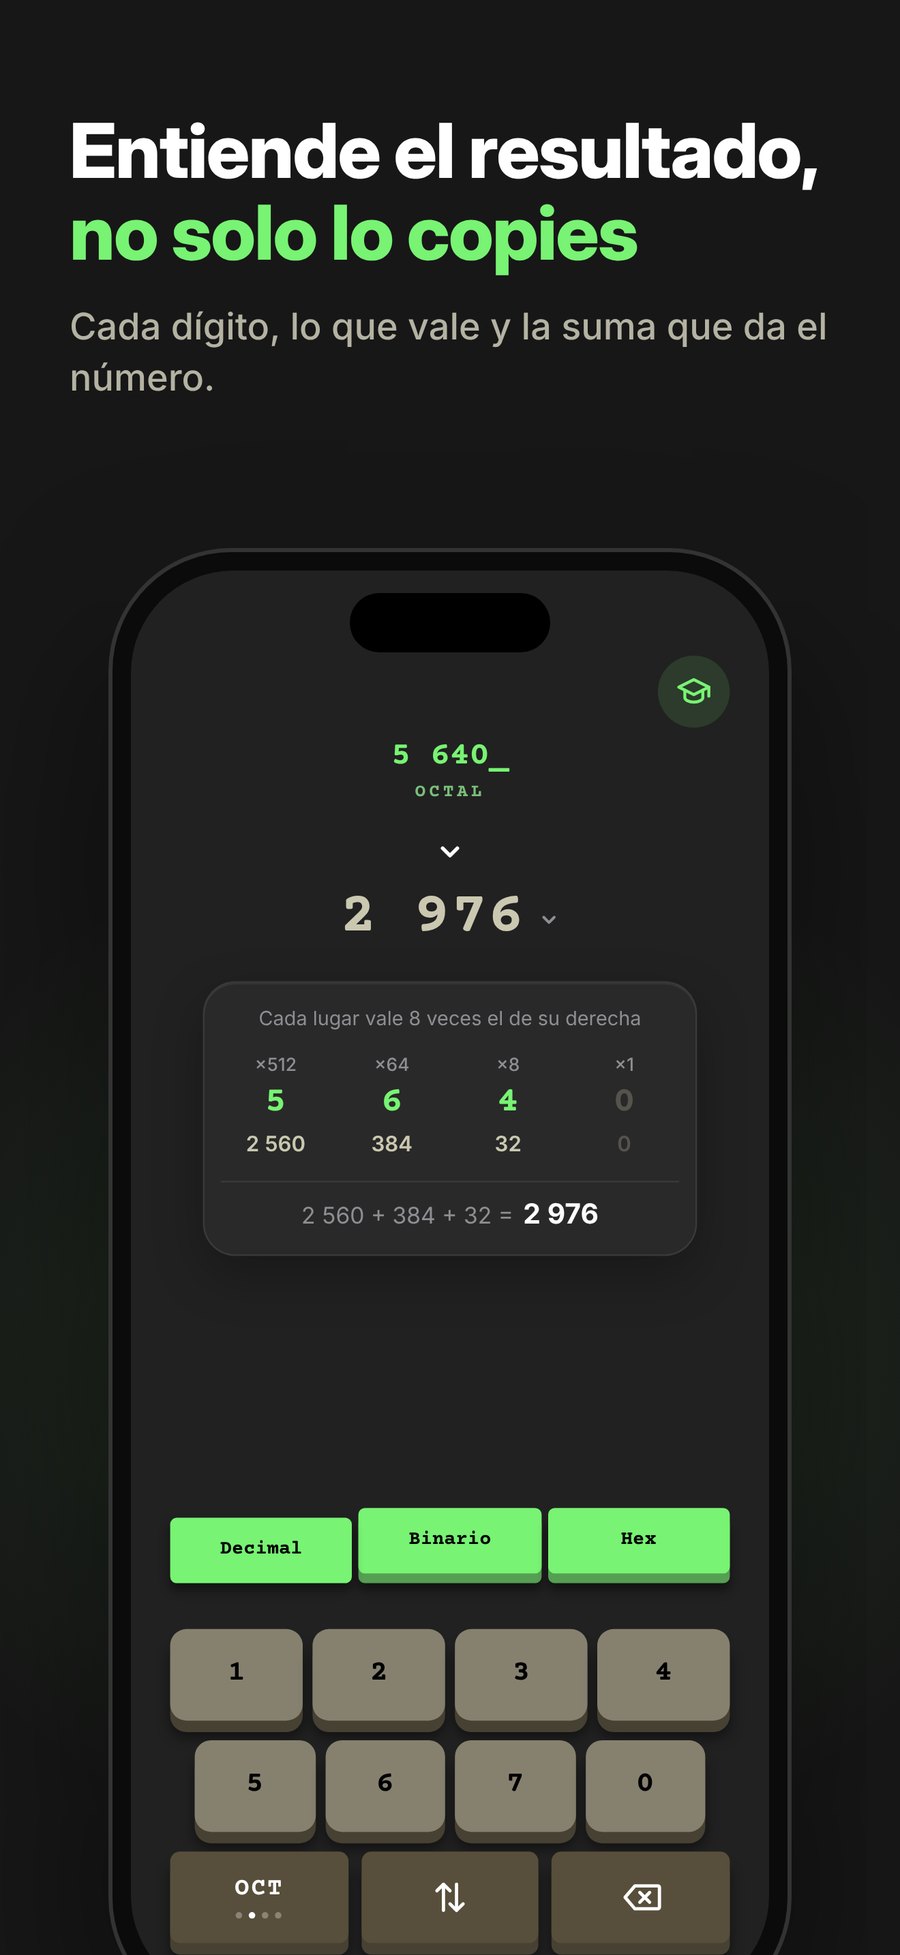 Entiende el resultado,
no solo lo copies
Cada dígito, lo que vale y la suma que da el
número.
5 640_
OCTAL
2 976
Cada lugar vale 8 veces el de su derecha
×512 ×64 ×8 ×1
5 6 4 0
2 560 384 32 0
2 560 + 384 + 32 = 2 976
Decimal Binario Hex
1 2 3 4
5 6 7 0
OCT